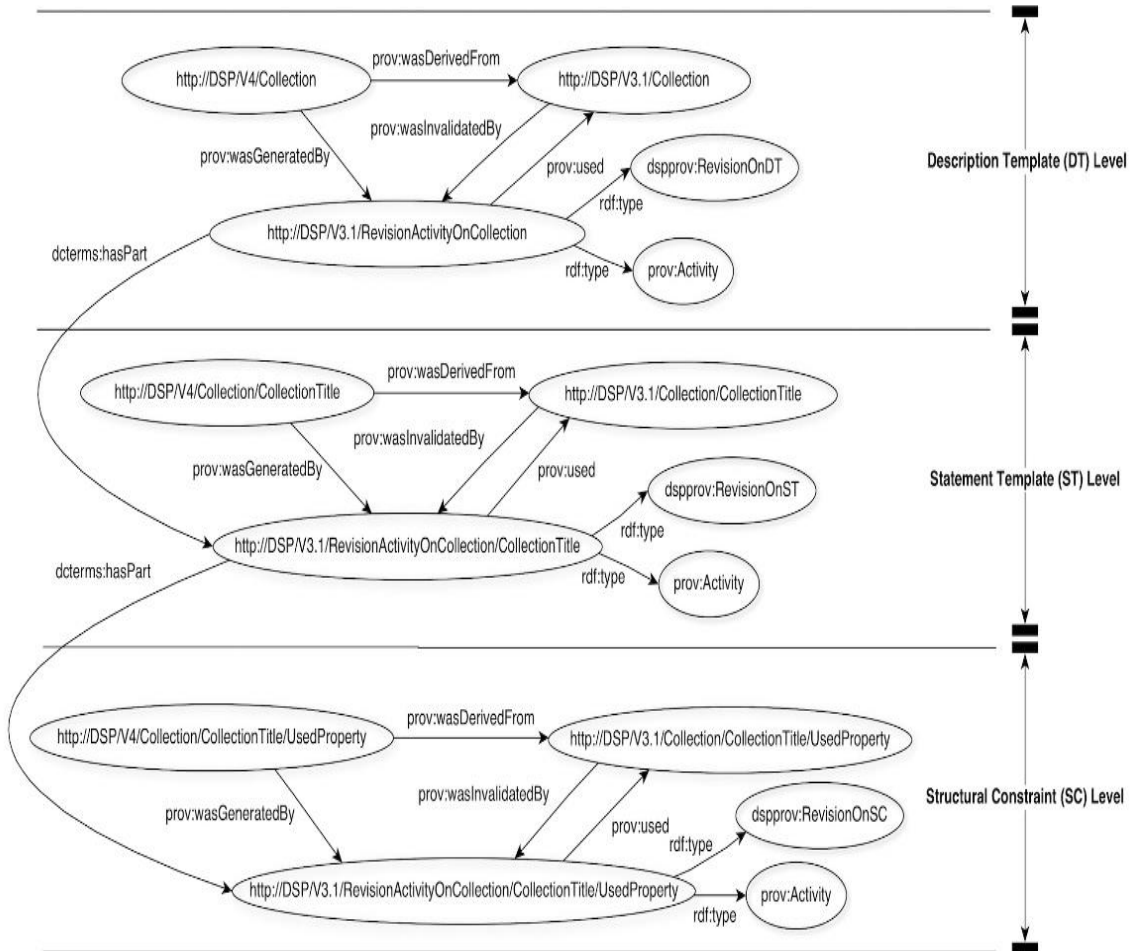 prov:wasDerivedFrom
http://DSP/V4/Collection
http://DSP/V3.1/Collection
prov:wasInvalidatedBy
prov:wasGeneratedBy
prov:used
dspprov:RevisionOnDT
Description Template (DT) Level
rdf:type
http://DSP/V3.1/RevisionActivityOnCollection
dcterms:hasPart
rdf:type
prov:Activity
prov:wasDerivedFrom
http://DSP/V4/Collection/CollectionTitle
http://DSP/V3.1/Collection/CollectionTitle
prov:wasInvalidatedBy
prov:wasGeneratedBy
prov:used
dspprov:RevisionOnST
Statement Template (ST) Level
rdf:type
http://DSP/V3.1/RevisionActivityOnCollection/CollectionTitle
dcterms:hasPart
rdf:type
prov:Activity
prov:wasDerivedFrom
http://DSP/V4/Collection/CollectionTitle/UsedProperty
http://DSP/V3.1/Collection/CollectionTitle/UsedProperty
prov:wasInvalidatedBy
Structural Constraint (SC) Level
prov:wasGeneratedBy
prov:used
dspprov:RevisionOnSC
rdf:type
http://DSP/V3.1/RevisionActivityOnCollection/CollectionTitle/UsedProperty
prov:Activity
rdf:type